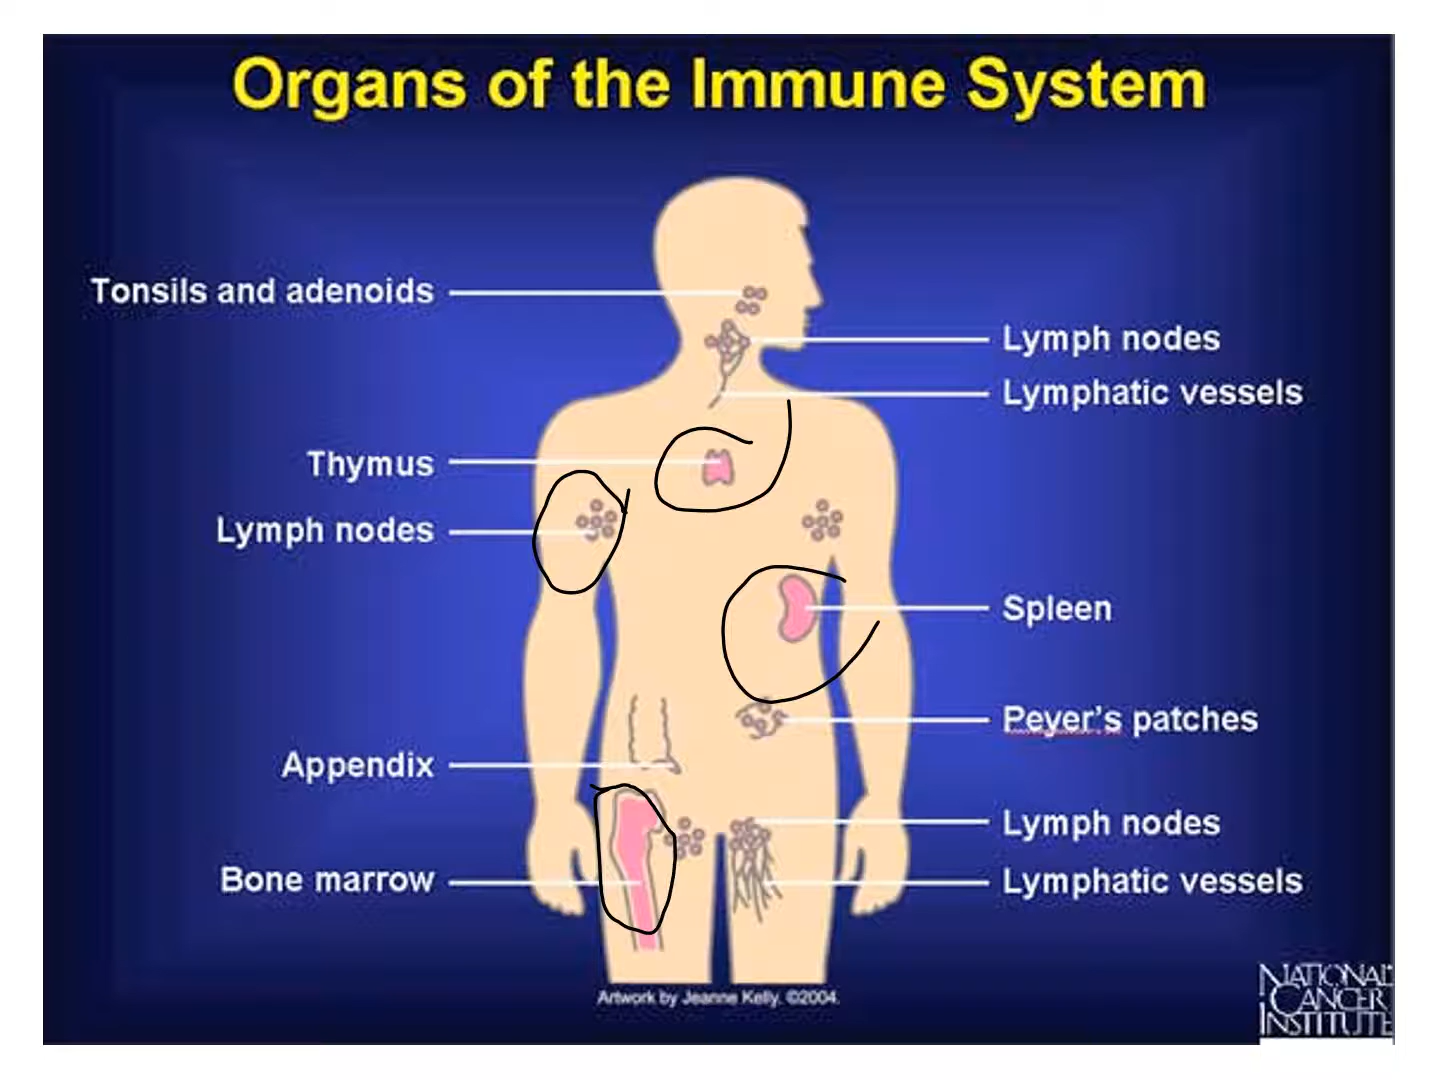 Organs of the Immune System
Tonsils and adenoids
Lymph nodes
Lymphatic vessels
Thymus
Lymph nodes
Spleen
Peyer’s patches
Appendix
Lymph nodes
Bone marrow
Lymphatic vessels
Artwork by Jeanne Kelly. ©2004.
NATIONAL
CANCER
INSTITUTE